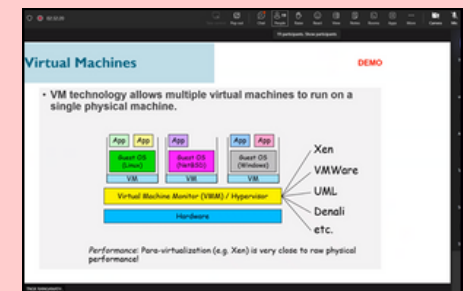 Virtual Machines
DEMO
• VM technology allows multiple virtual machines to run on a
single physical machine.
App App App App App
Guest OS (Linux) Guest OS (NetBSD) Guest OS (Windows)
VM VM VM
Virtual Machine Monitor (VMM) / Hypervisor
Hardware
Xen
VMWare
UML
Denali
etc.
Performance: Para-virtualization (e.g. Xen) is very close to raw physical
performance!